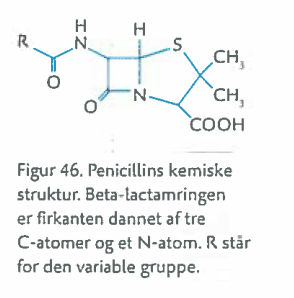 H
H
R
N
S
CH3
O
N
CH3
O
COOH
Figur 46. Penicillins kemiske
struktur. Beta-lactamringen
er firkanten dannet af tre
C-atomer og et N-atom. R står
for den variable gruppe.